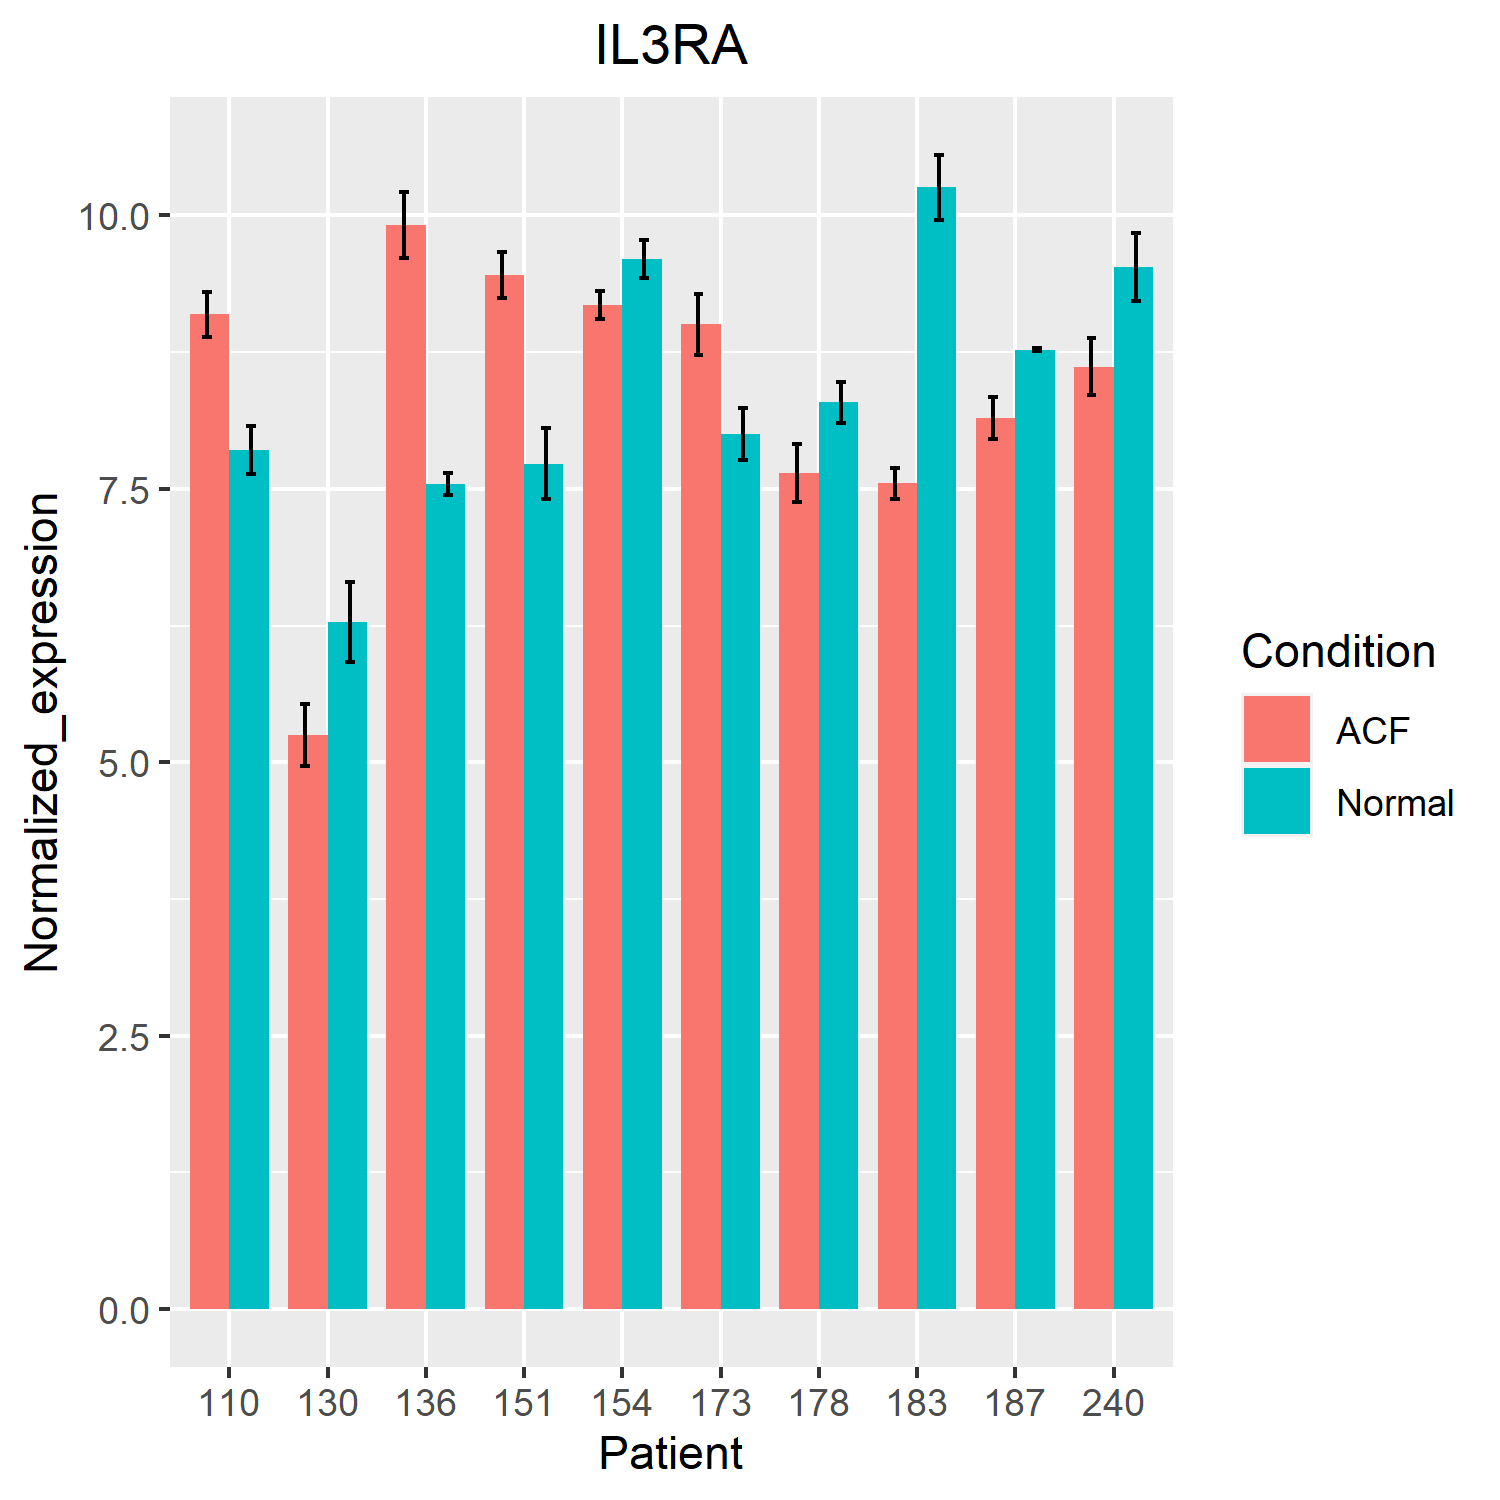 IL3RA
Normalized_expression
10.0
7.5
5.0
2.5
0.0
110 130 136 151 154 173 178 183 187 240
Patient
Condition
ACF
Normal